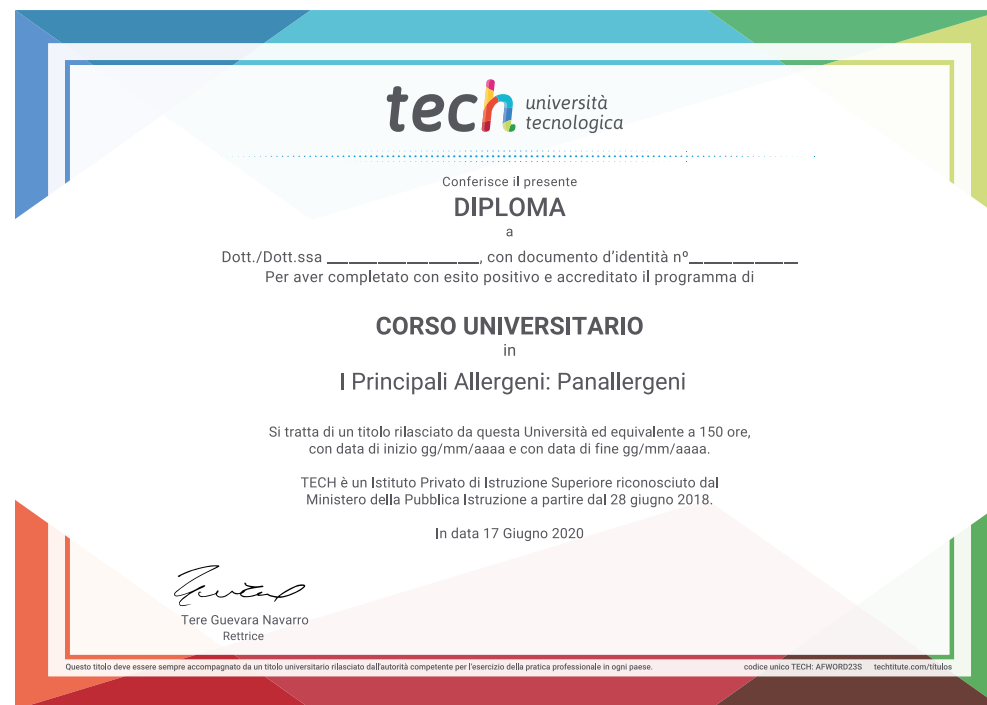 tech università
tecnologica
Conferisce il presente
DIPLOMA
a
Dott./Dott.ssa _________________, con documento d'identità nº____________
Per aver completato con esito positivo e accreditato il programma di
CORSO UNIVERSITARIO
in
I Principali Allergeni: Panallergeni
Si tratta di un titolo rilasciato da questa Università ed equivalente a 150 ore,
con data di inizio gg/mm/aaaa e con data di fine gg/mm/aaaa.
TECH è un Istituto Privato di Istruzione Superiore riconosciuto dal
Ministero della Pubblica Istruzione a partire dal 28 giugno 2018.
In data 17 Giugno 2020
Tere Guevara Navarro
Rettrice
Questo titolo deve essere sempre accompagnato da un titolo universitario rilasciato dall'autorità competente per l'esercizio della pratica professionale in ogni paese. codice unico TECH: AFWORD23S techtitute.com/titulos